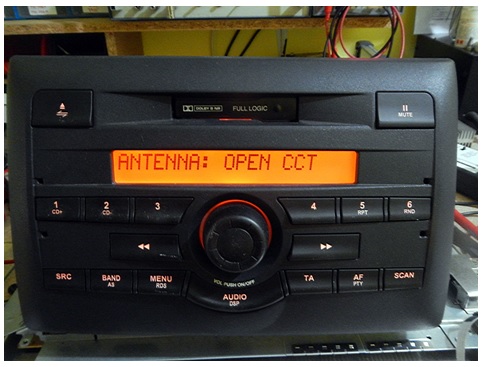 DOLBY B NR FULL LOGIC
MUTE
ANTENNA: OPEN CCT
1 2 3 4 5 6
CD+ CD- RPT RND
SRC BAND MENU TA AF SCAN
AS RDS PTY
VOL PUSH ON/OFF
AUDIO
DSP